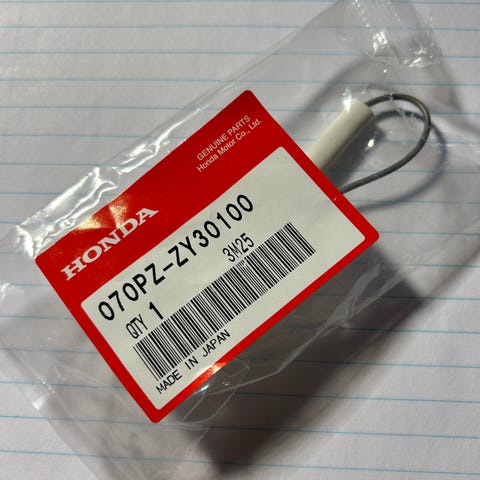 GENUINE PARTS
Honda Motor Co., Ltd.
HONDA
070PZ-ZY30100
QTY 1
3M25
MADE IN JAPAN